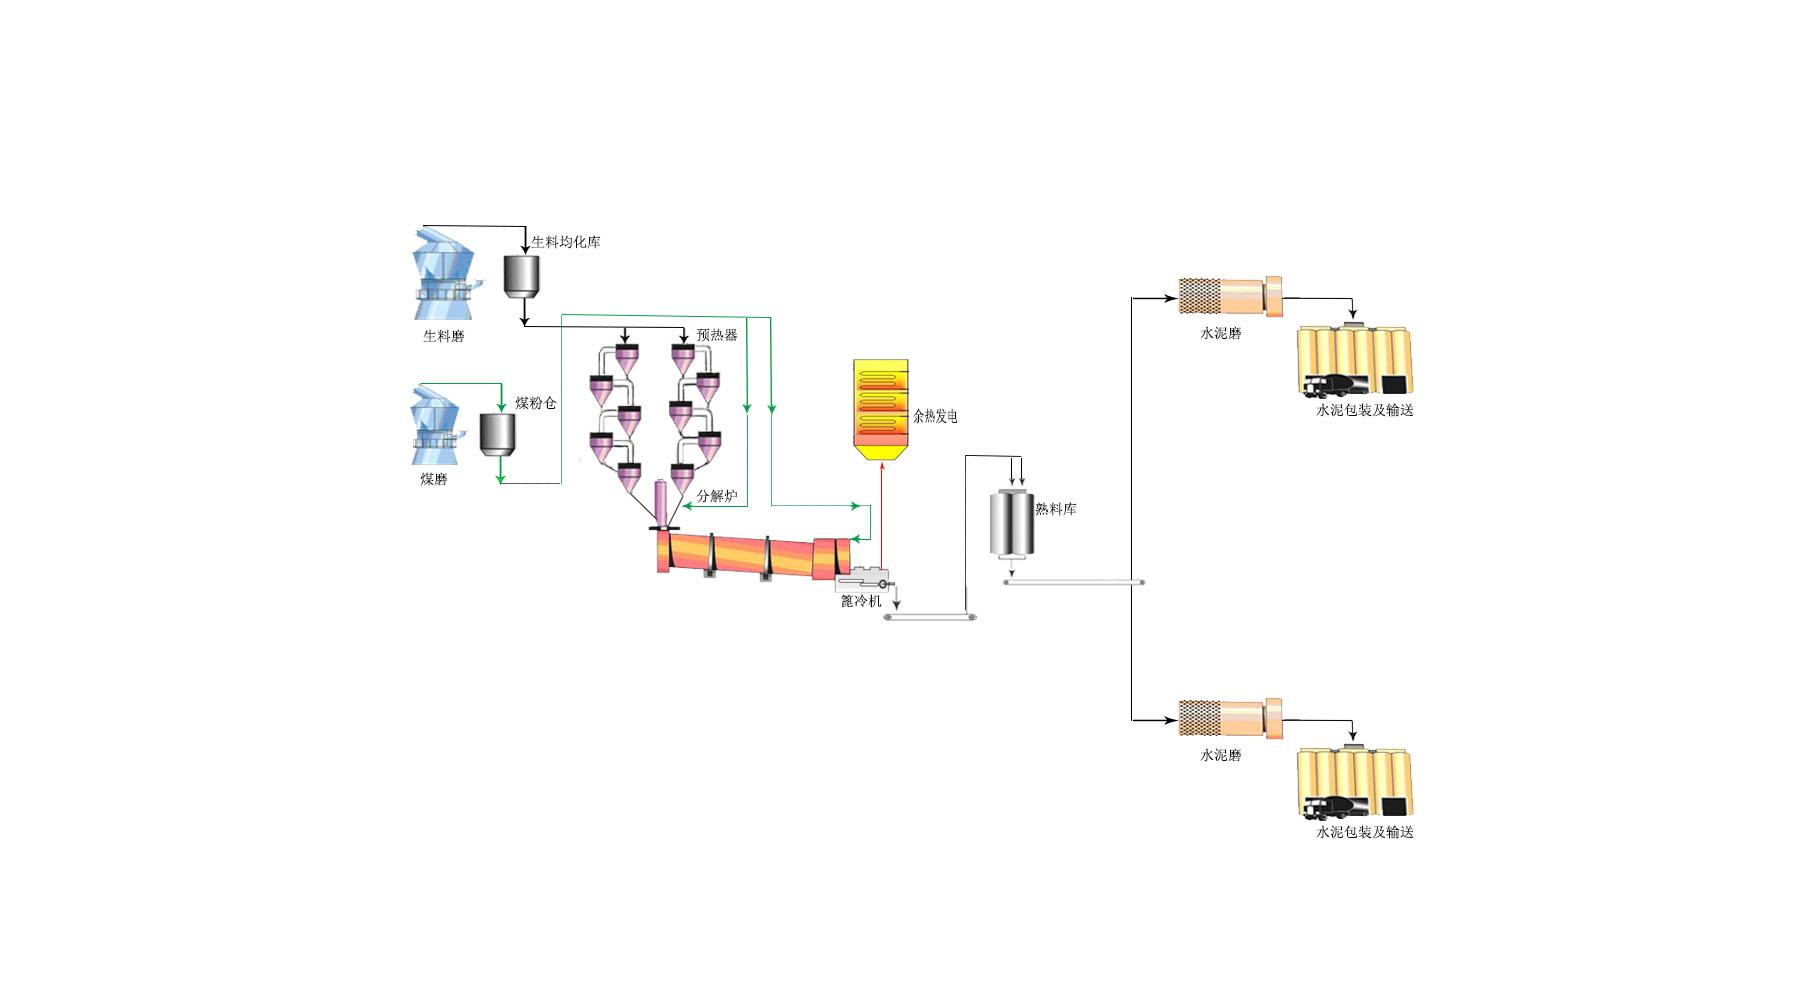 生料均化库
生料磨
预热器
煤粉仓
煤磨
余热发电
分解炉
熟料库
篦冷机
水泥磨
水泥包装及输送
水泥磨
水泥包装及输送